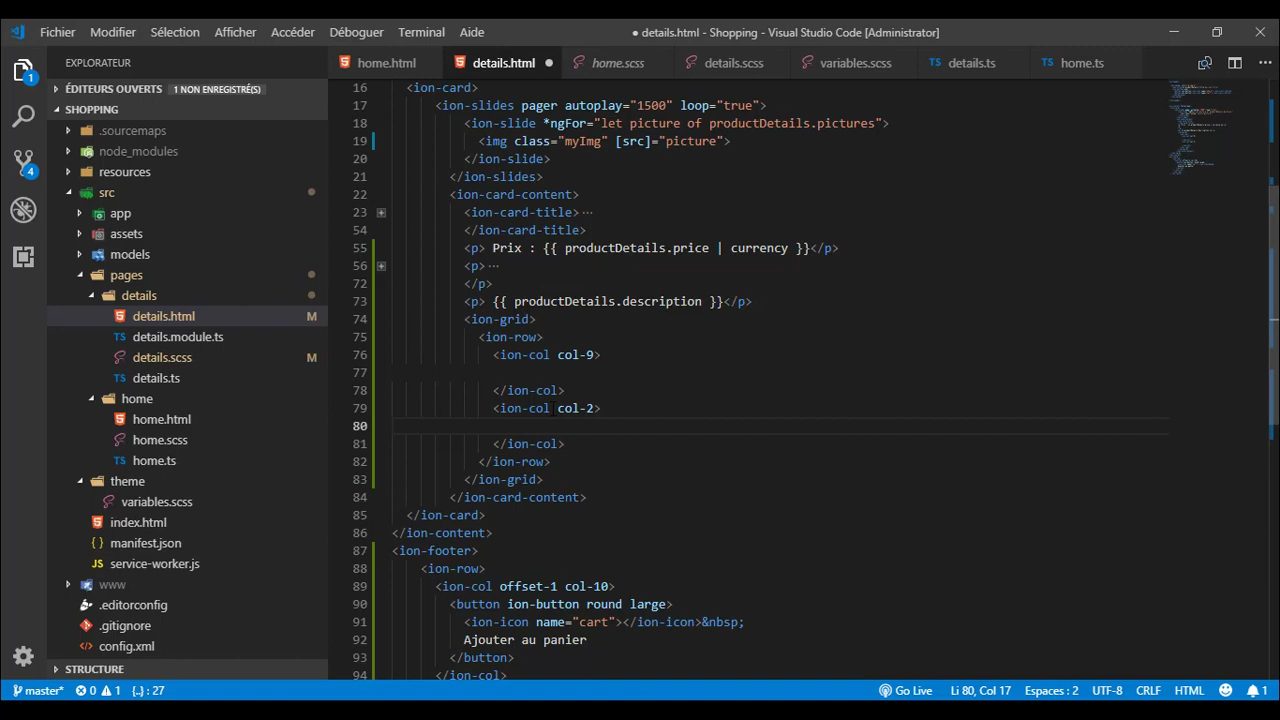 Fichier Modifier Sélection Afficher Accéder Déboguer Terminal Aide ● details.html - Shopping - Visual Studio Code [Administrator]
EXPLORATEUR
home.html details.html home.scss details.scss variables.scss details.ts home.ts
ÉDITEURS OUVERTS 1 NON ENREGISTRÉ(S)
SHOPPING
.sourcemaps
node_modules
resources
src
app
assets
models
pages
details
details.html M
details.module.ts
details.scss M
details.ts
home
home.html
home.scss
home.ts
theme
variables.scss
index.html
manifest.json
service-worker.js
www
.editorconfig
.gitignore
config.xml
STRUCTURE
1
4
16 <ion-card>
17 <ion-slides pager autoplay="1500" loop="true">
18 <ion-slide *ngFor="let picture of productDetails.pictures">
19 <img class="myImg" [src]="picture">
20 </ion-slide>
21 </ion-slides>
22 <ion-card-content>
23 <ion-card-title>…
54 </ion-card-title>
55 <p> Prix : {{ productDetails.price | currency }}</p>
56 <p>…
72 </p>
73 <p> {{ productDetails.description }}</p>
74 <ion-grid>
75 <ion-row>
76 <ion-col col-9>
77
78 </ion-col>
79 <ion-col col-2>
80
81 </ion-col>
82 </ion-row>
83 </ion-grid>
84 </ion-card-content>
85 </ion-card>
86 </ion-content>
87 <ion-footer>
88 <ion-row>
89 <ion-col offset-1 col-10>
90 <button ion-button round large>
91 <ion-icon name="cart"></ion-icon>&nbsp;
92 Ajouter au panier
93 </button>
94 </ion-col>
master* 0 1 {..} : 27 Go Live Li 80, Col 17 Espaces : 2 UTF-8 CRLF HTML 1